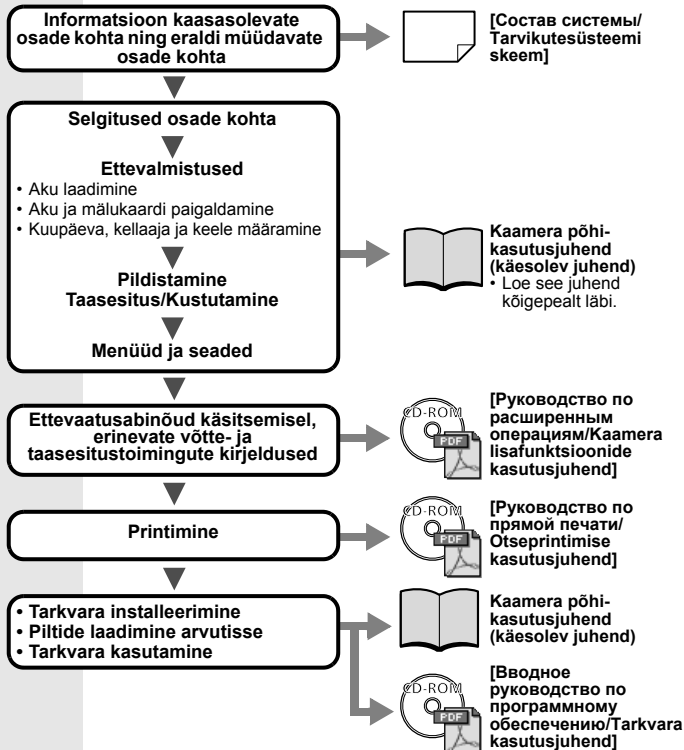 Informatsioon kaasasolevate
osade kohta ning eraldi müüdavate
osade kohta
[Состав системы/
Tarvikutesüsteemi
skeem]
Selgitused osade kohta
Ettevalmistused
• Aku laadimine
• Aku ja mälukaardi paigaldamine
• Kuupäeva, kellaaja ja keele määramine
Pildistamine
Taasesitus/Kustutamine
Menüüd ja seaded
Kaamera põhi-
kasutusjuhend
(käesolev juhend)
• Loe see juhend
kõigepealt läbi.
Ettevaatusabinõud käsitsemisel,
erinevate võtte- ja
taasesitustoimingute kirjeldused
CD-ROM
PDF
[Руководство по
расширенным
операциям/Kaamera
lisafunktsioonide
kasutusjuhend]
Printimine
CD-ROM
PDF
[Руководство по
прямой печати/
Otseprintimise
kasutusjuhend]
• Tarkvara installeerimine
• Piltide laadimine arvutisse
• Tarkvara kasutamine
Kaamera põhi-
kasutusjuhend
(käesolev juhend)
CD-ROM
PDF
[Вводное
руководство по
программному
обеспечению/Tarkvara
kasutusjuhend]